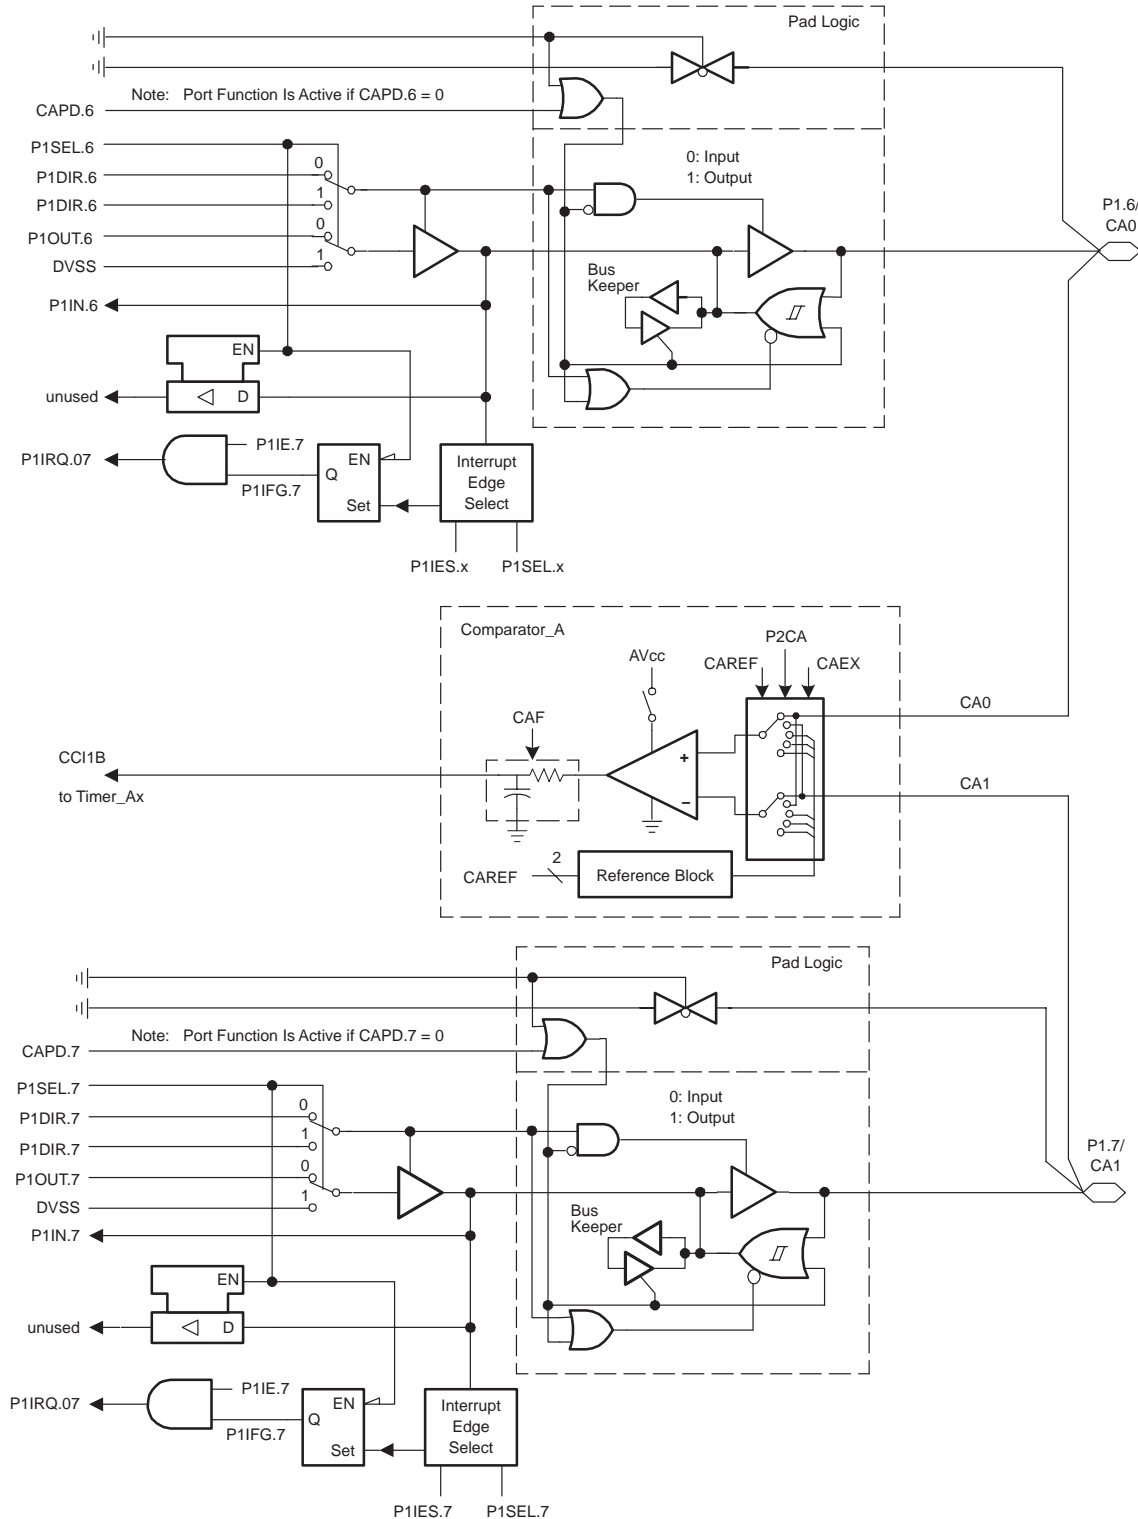 Pad Logic
Note: Port Function Is Active if CAPD.6 = 0
CAPD.6
P1SEL.6
0
P1DIR.6
1
P1DIR.6
0: Input
1: Output
P1.6/
CA0
0
P1OUT.6
1
DVSS
Bus
Keeper
P1IN.6
EN
unused
D
P1IRQ.07
P1IE.7
P1IFG.7
EN
Q
Set
Interrupt
Edge
Select
P1IES.x
P1SEL.x
Comparator_A
P2CA
AVcc
CAREF
CAEX
CA0
CAF
+
CCI1B
to Timer_Ax
−
CA1
2
CAREF
Reference Block
Pad Logic
Note: Port Function Is Active if CAPD.7 = 0
CAPD.7
P1SEL.7
0
P1DIR.7
1
P1DIR.7
0: Input
1: Output
P1.7/
CA1
0
P1OUT.7
1
DVSS
Bus
Keeper
P1IN.7
EN
unused
D
P1IRQ.07
P1IE.7
P1IFG.7
EN
Q
Set
Interrupt
Edge
Select
P1IES.7
P1SEL.7